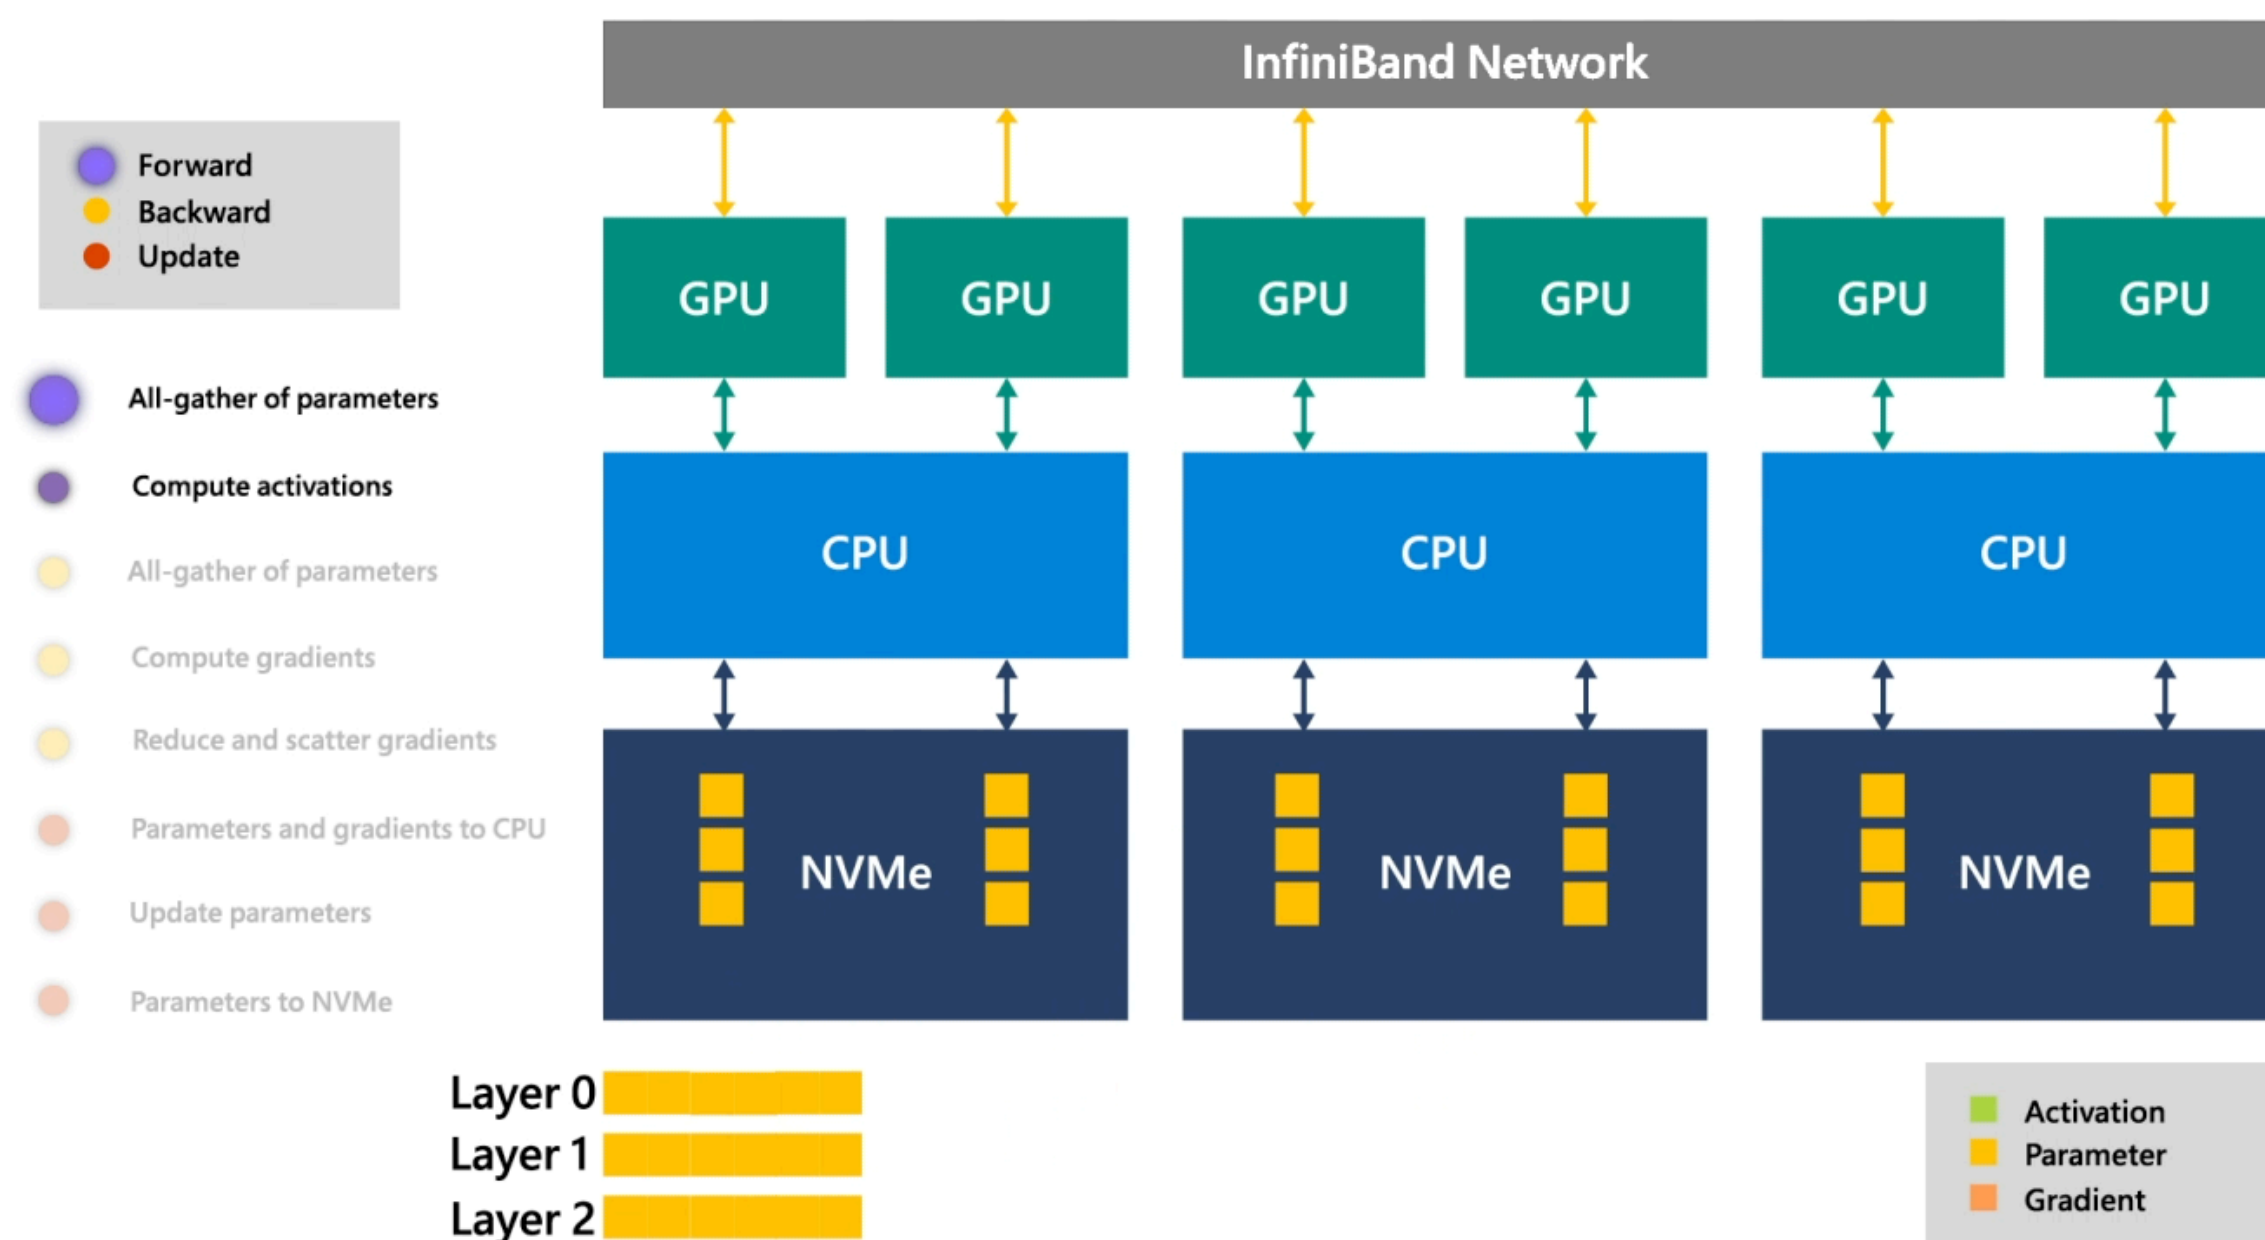 InfiniBand Network
Forward
Backward
Update
All-gather of parameters
Compute activations
All-gather of parameters
Compute gradients
Reduce and scatter gradients
Parameters and gradients to CPU
Update parameters
Parameters to NVMe
GPU GPU GPU GPU GPU GPU
CPU CPU CPU
NVMe NVMe NVMe
Layer 0
Layer 1
Layer 2
Activation
Parameter
Gradient